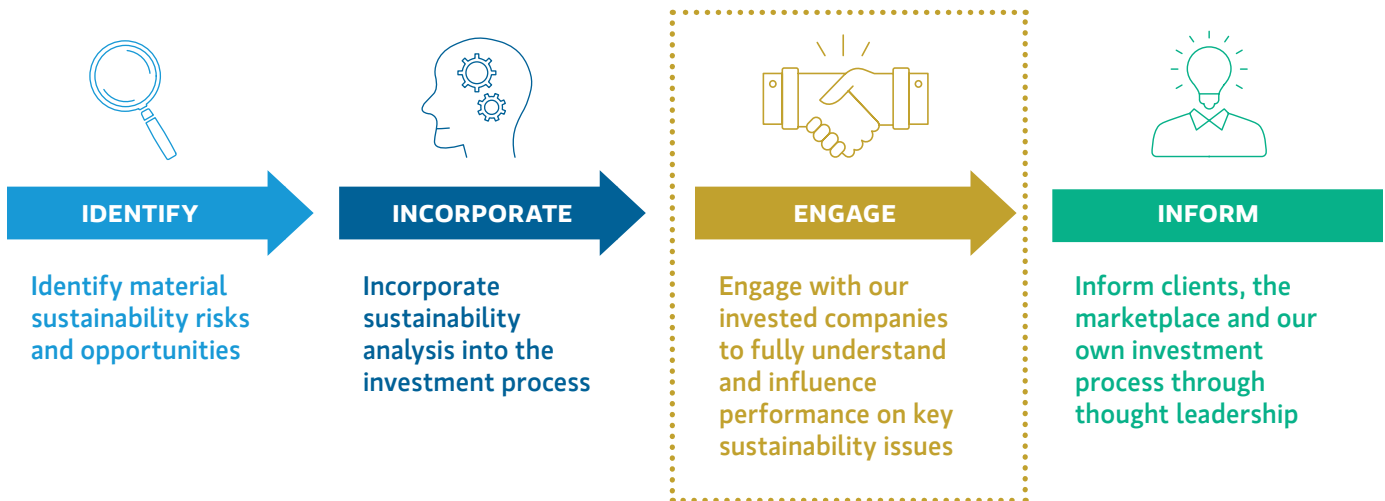 IDENTIFY
Identify material
sustainability risks
and opportunities
INCORPORATE
Incorporate
sustainability
analysis into the
investment process
ENGAGE
Engage with our
invested companies
to fully understand
and influence
performance on key
sustainability issues
INFORM
Inform clients, the
marketplace and our
own investment
process through
thought leadership